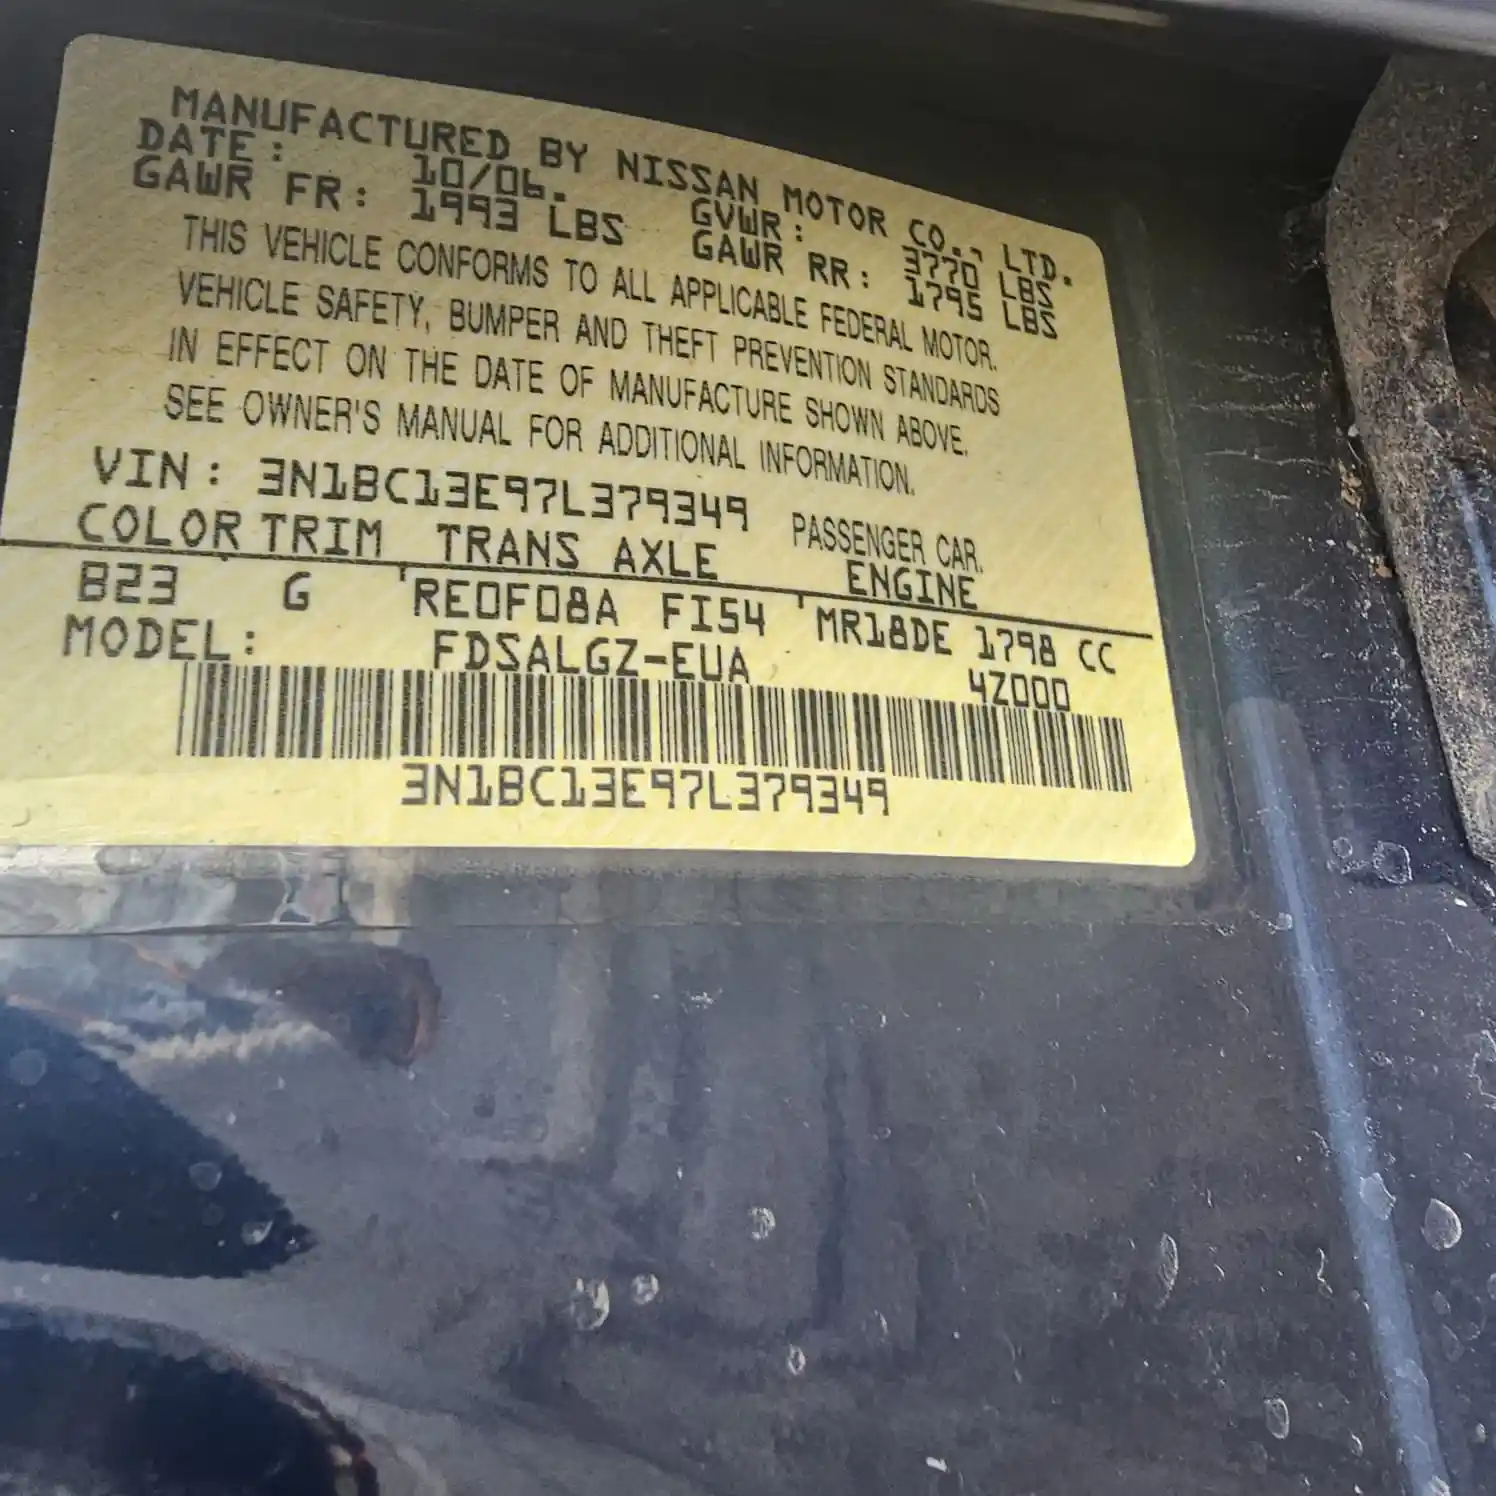 MANUFACTURED BY NISSAN MOTOR CO., LTD.
DATE: 10/06. GVWR: 3770 LBS
GAWR FR: 1993 LBS GAWR RR: 1795 LBS
THIS VEHICLE CONFORMS TO ALL APPLICABLE FEDERAL MOTOR.
VEHICLE SAFETY, BUMPER AND THEFT PREVENTION STANDARDS
IN EFFECT ON THE DATE OF MANUFACTURE SHOWN ABOVE.
SEE OWNER'S MANUAL FOR ADDITIONAL INFORMATION.
VIN: 3N1BC13E97L379349 PASSENGER CAR.
COLOR TRIM TRANS AXLE ENGINE
B23 G RE0F08A FI54 MR18DE 1798 CC
MODEL: FDSALGZ-EUA 4Z000
3N1BC13E97L379349